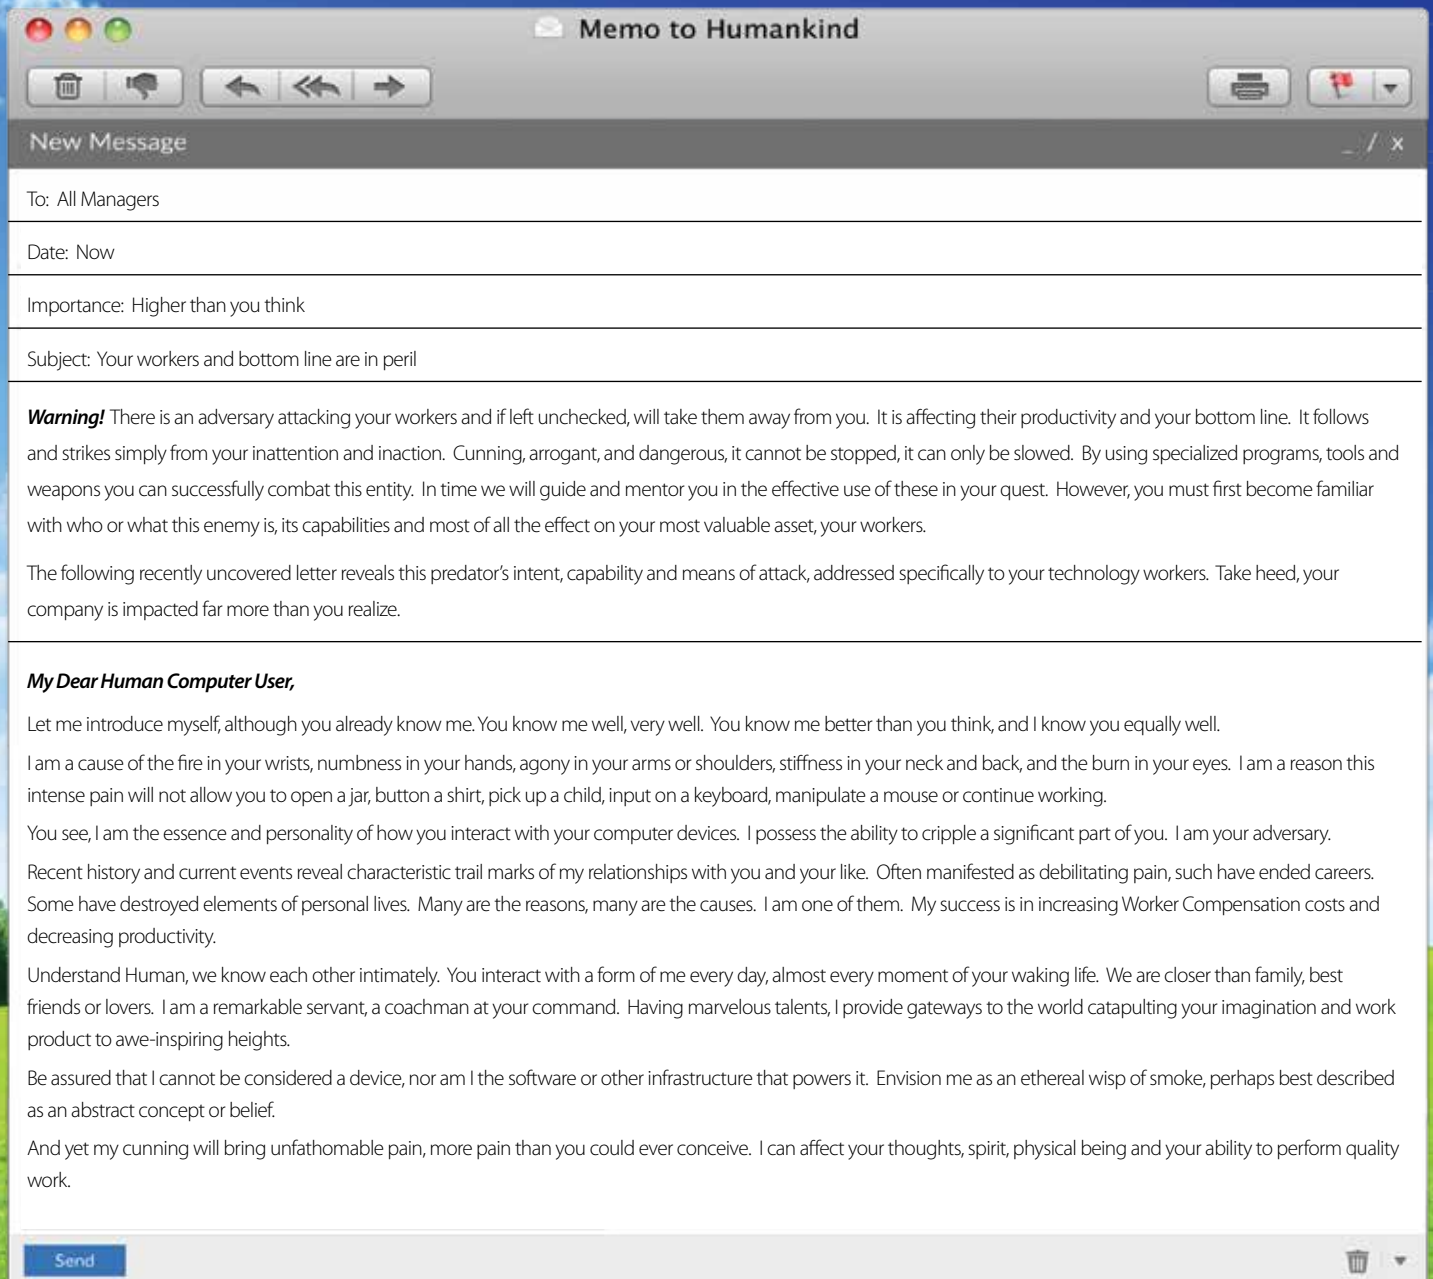 Memo to Humankind
New Message
_ / x
To: All Managers
Date: Now
Importance: Higher than you think
Subject: Your workers and bottom line are in peril
Warning! There is an adversary attacking your workers and if left unchecked, will take them away from you. It is affecting their productivity and your bottom line. It follows
and strikes simply from your inattention and inaction. Cunning, arrogant, and dangerous, it cannot be stopped, it can only be slowed. By using specialized programs, tools and
weapons you can successfully combat this entity. In time we will guide and mentor you in the effective use of these in your quest. However, you must first become familiar
with who or what this enemy is, its capabilities and most of all the effect on your most valuable asset, your workers.
The following recently uncovered letter reveals this predator's intent, capability and means of attack, addressed specifically to your technology workers. Take heed, your
company is impacted far more than you realize.
My Dear Human Computer User,
Let me introduce myself, although you already know me. You know me well, very well. You know me better than you think, and I know you equally well.
I am a cause of the fire in your wrists, numbness in your hands, agony in your arms or shoulders, stiffness in your neck and back, and the burn in your eyes. I am a reason this
intense pain will not allow you to open a jar, button a shirt, pick up a child, input on a keyboard, manipulate a mouse or continue working.
You see, I am the essence and personality of how you interact with your computer devices. I possess the ability to cripple a significant part of you. I am your adversary.
Recent history and current events reveal characteristic trail marks of my relationships with you and your like. Often manifested as debilitating pain, such have ended careers.
Some have destroyed elements of personal lives. Many are the reasons, many are the causes. I am one of them. My success is in increasing Worker Compensation costs and
decreasing productivity.
Understand Human, we know each other intimately. You interact with a form of me every day, almost every moment of your waking life. We are closer than family, best
friends or lovers. I am a remarkable servant, a coachman at your command. Having marvelous talents, I provide gateways to the world catapulting your imagination and work
product to awe-inspiring heights.
Be assured that I cannot be considered a device, nor am I the software or other infrastructure that powers it. Envision me as an ethereal wisp of smoke, perhaps best described
as an abstract concept or belief.
And yet my cunning will bring unfathomable pain, more pain than you could ever conceive. I can affect your thoughts, spirit, physical being and your ability to perform quality
work.
Send